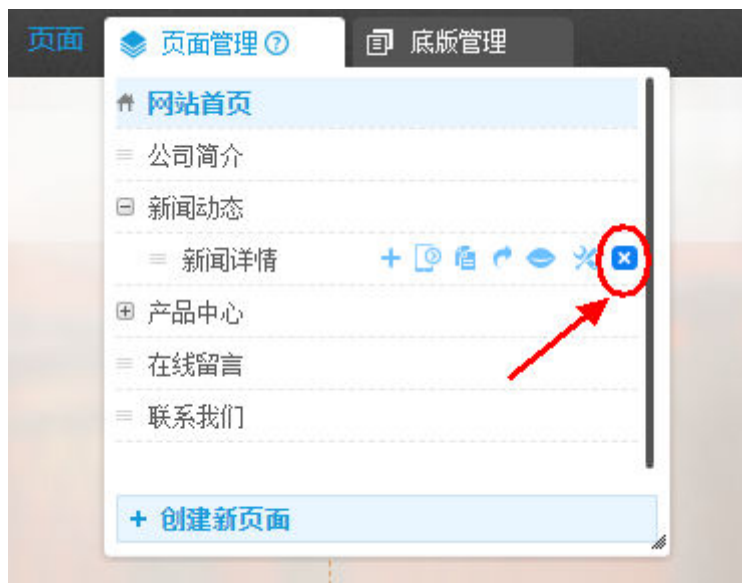 页面 页面管理 底版管理
网站首页
公司简介
新闻动态
新闻详情
产品中心
在线留言
联系我们
+ 创建新页面